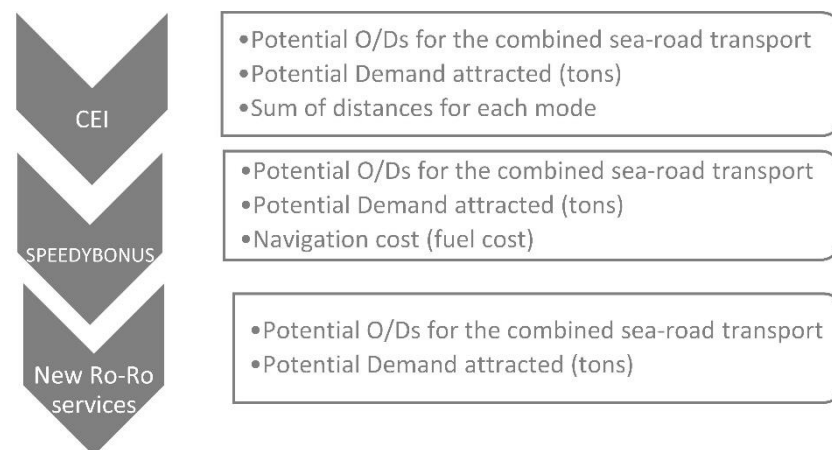 CEI
•Potential O/Ds for the combined sea-road transport
•Potential Demand attracted (tons)
•Sum of distances for each mode
SPEEDYBONUS
•Potential O/Ds for the combined sea-road transport
•Potential Demand attracted (tons)
•Navigation cost (fuel cost)
New Ro-Ro
services
•Potential O/Ds for the combined sea-road transport
•Potential Demand attracted (tons)